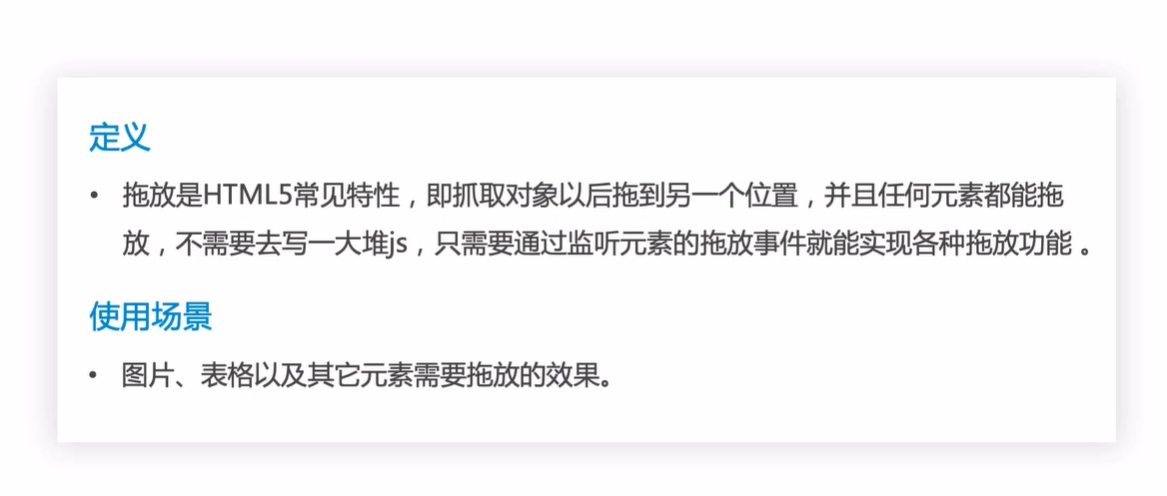 定义
• 拖放是HTML5常见特性，即抓取对象以后拖到另一个位置，并且任何元素都能拖
放，不需要去写一大堆js，只需要通过监听元素的拖放事件就能实现各种拖放功能 。
使用场景
• 图片、表格以及其它元素需要拖放的效果。